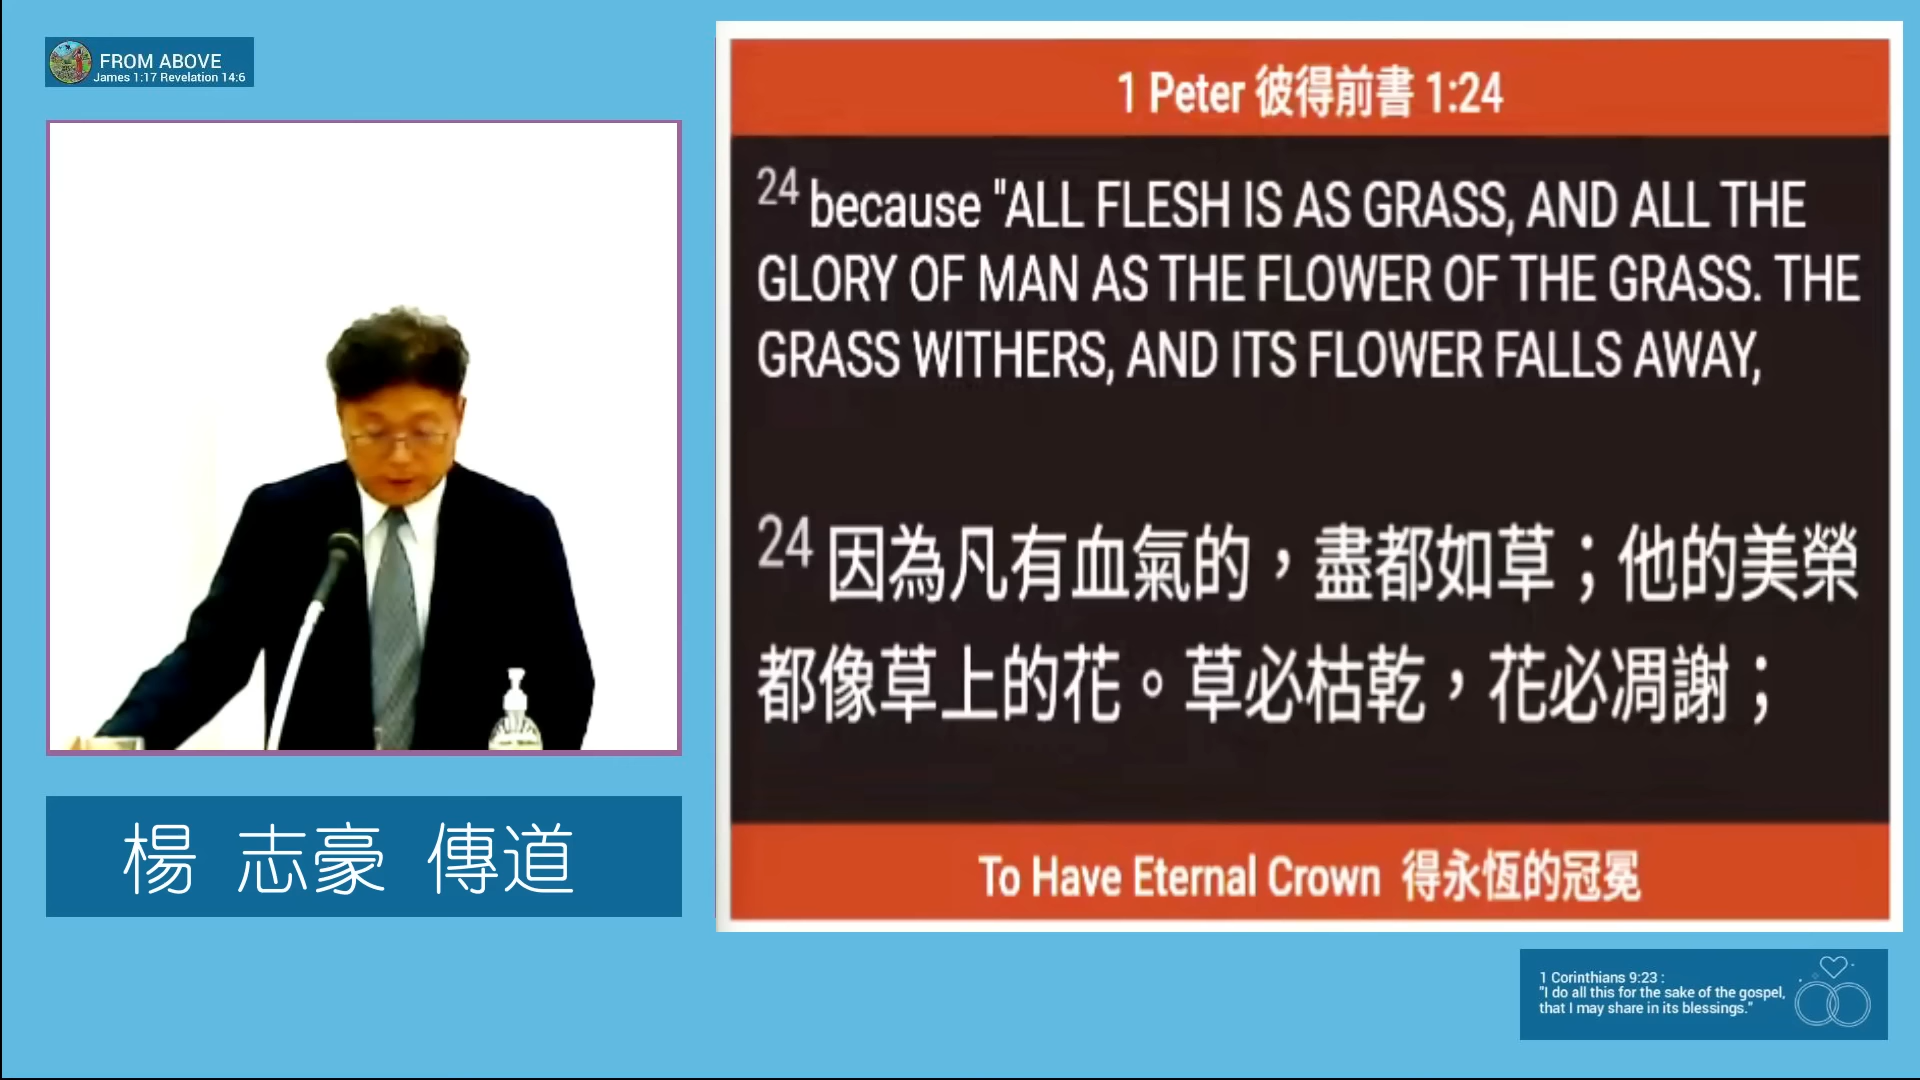 FROM ABOVE
James 1:17 Revelation 14:6
1 Peter 彼得前書 1:24
24 because "ALL FLESH IS AS GRASS, AND ALL THE
GLORY OF MAN AS THE FLOWER OF THE GRASS. THE
GRASS WITHERS, AND ITS FLOWER FALLS AWAY,
24 因為凡有血氣的，盡都如草；他的美榮
都像草上的花。草必枯乾，花必凋謝；
To Have Eternal Crown 得永恆的冠冕
楊 志豪 傳道
1 Corinthians 9:23 :
"I do all this for the sake of the gospel,
that I may share in its blessings."